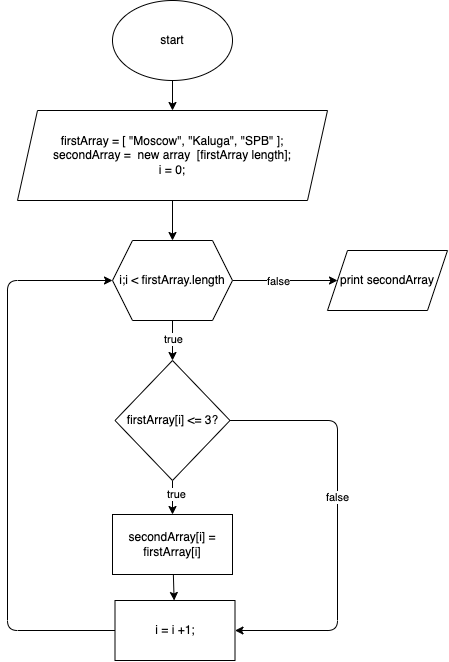 start
firstArray = [ "Moscow", "Kaluga", "SPB" ];
secondArray = new array [firstArray length];
i = 0;
i;i < firstArray.length
false
print secondArray
true
firstArray[i] <= 3?
true
false
secondArray[i] =
firstArray[i]
i = i +1;